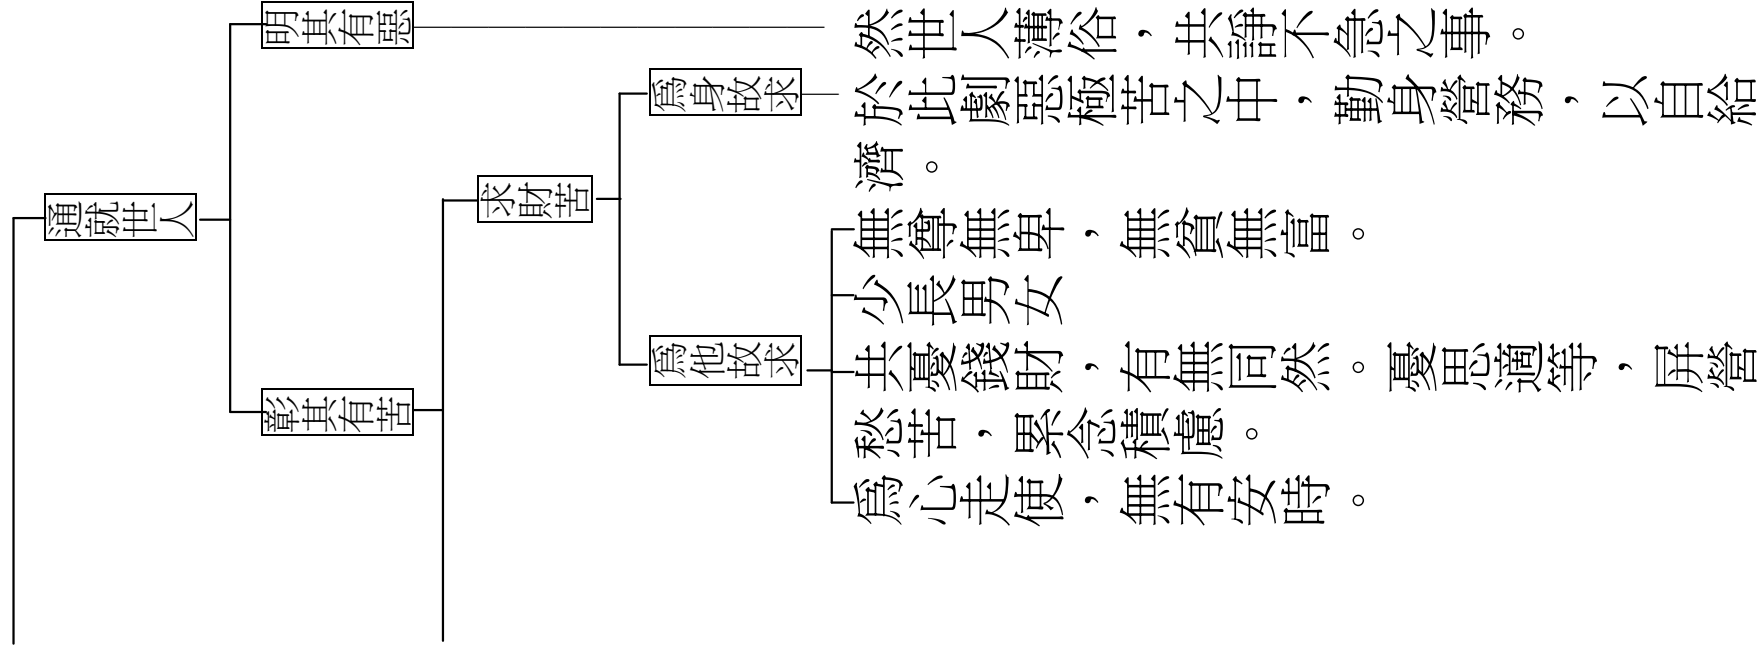 通就世人
明其有惡
然世人薄俗，共諍不急之事。
彰其有苦
求財苦
爲身故求
於此劇惡極苦之中，勤身營務，以自給
濟。
爲他故求
無尊無卑，無貧無富。
少長男女
共憂錢財，有無同然。憂思適等，屏營
愁苦，累念積慮。
爲心走使，無有安時。